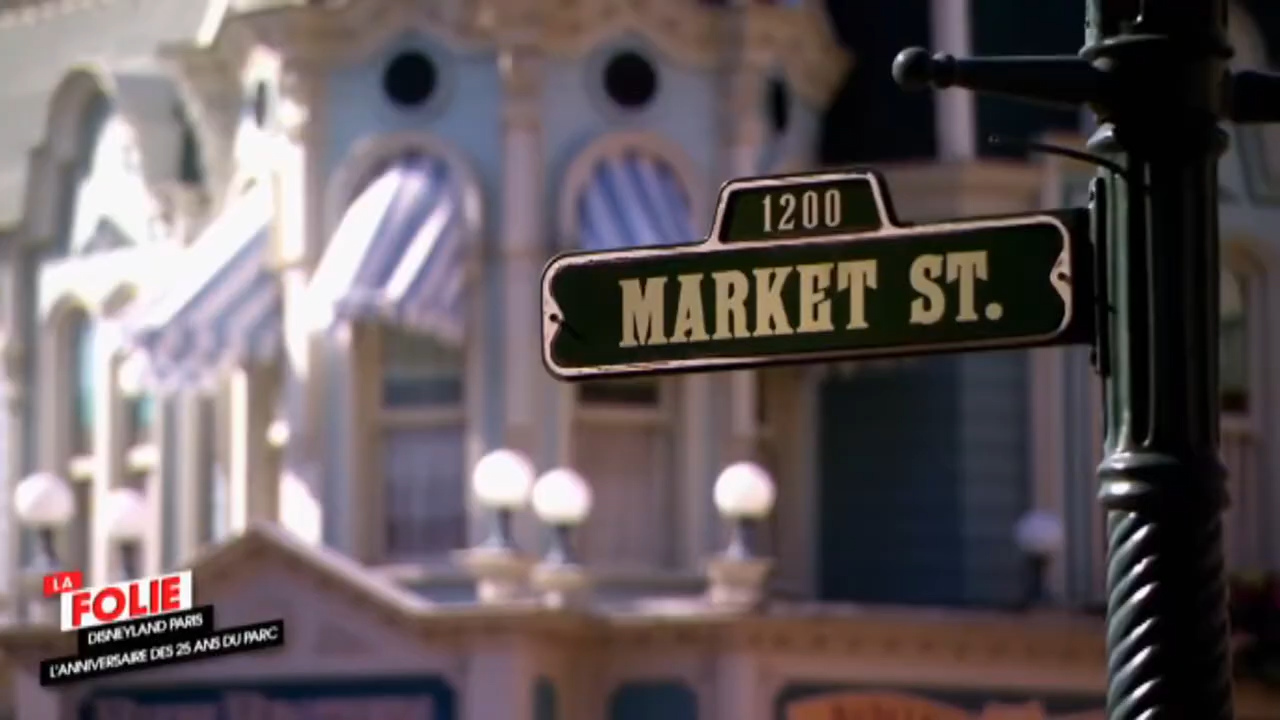 1200
MARKET ST.
LA
FOLIE
DISNEYLAND PARIS
L'ANNIVERSAIRE DES 25 ANS DU PARC